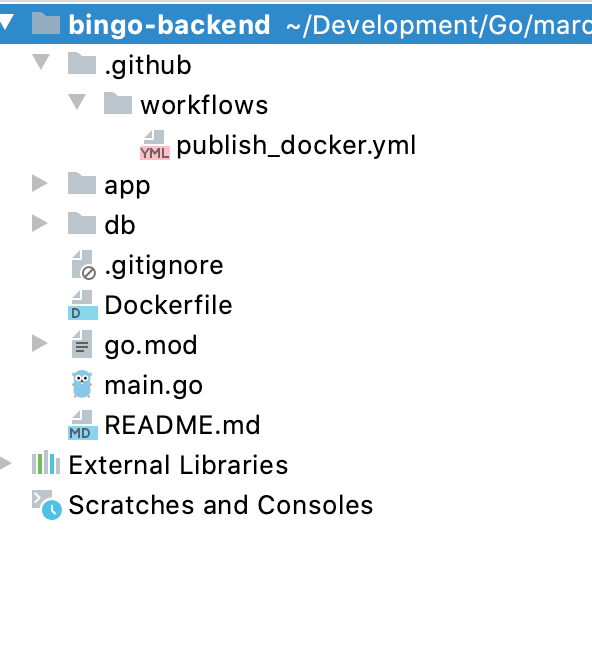 bingo-backend ~/Development/Go/marc
.github
workflows
YML publish_docker.yml
app
db
.gitignore
D Dockerfile
go.mod
main.go
MD README.md
External Libraries
Scratches and Consoles